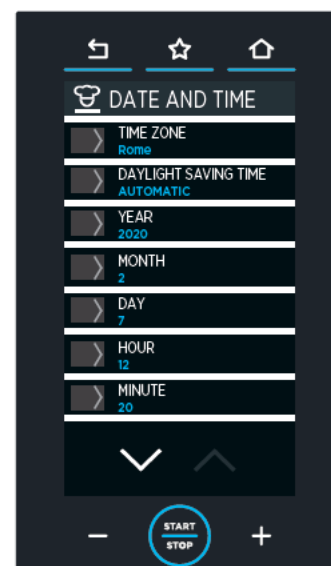 DATE AND TIME
TIME ZONE
Rome
DAYLIGHT SAVING TIME
AUTOMATIC
YEAR
2020
MONTH
2
DAY
7
HOUR
12
MINUTE
20
START
STOP